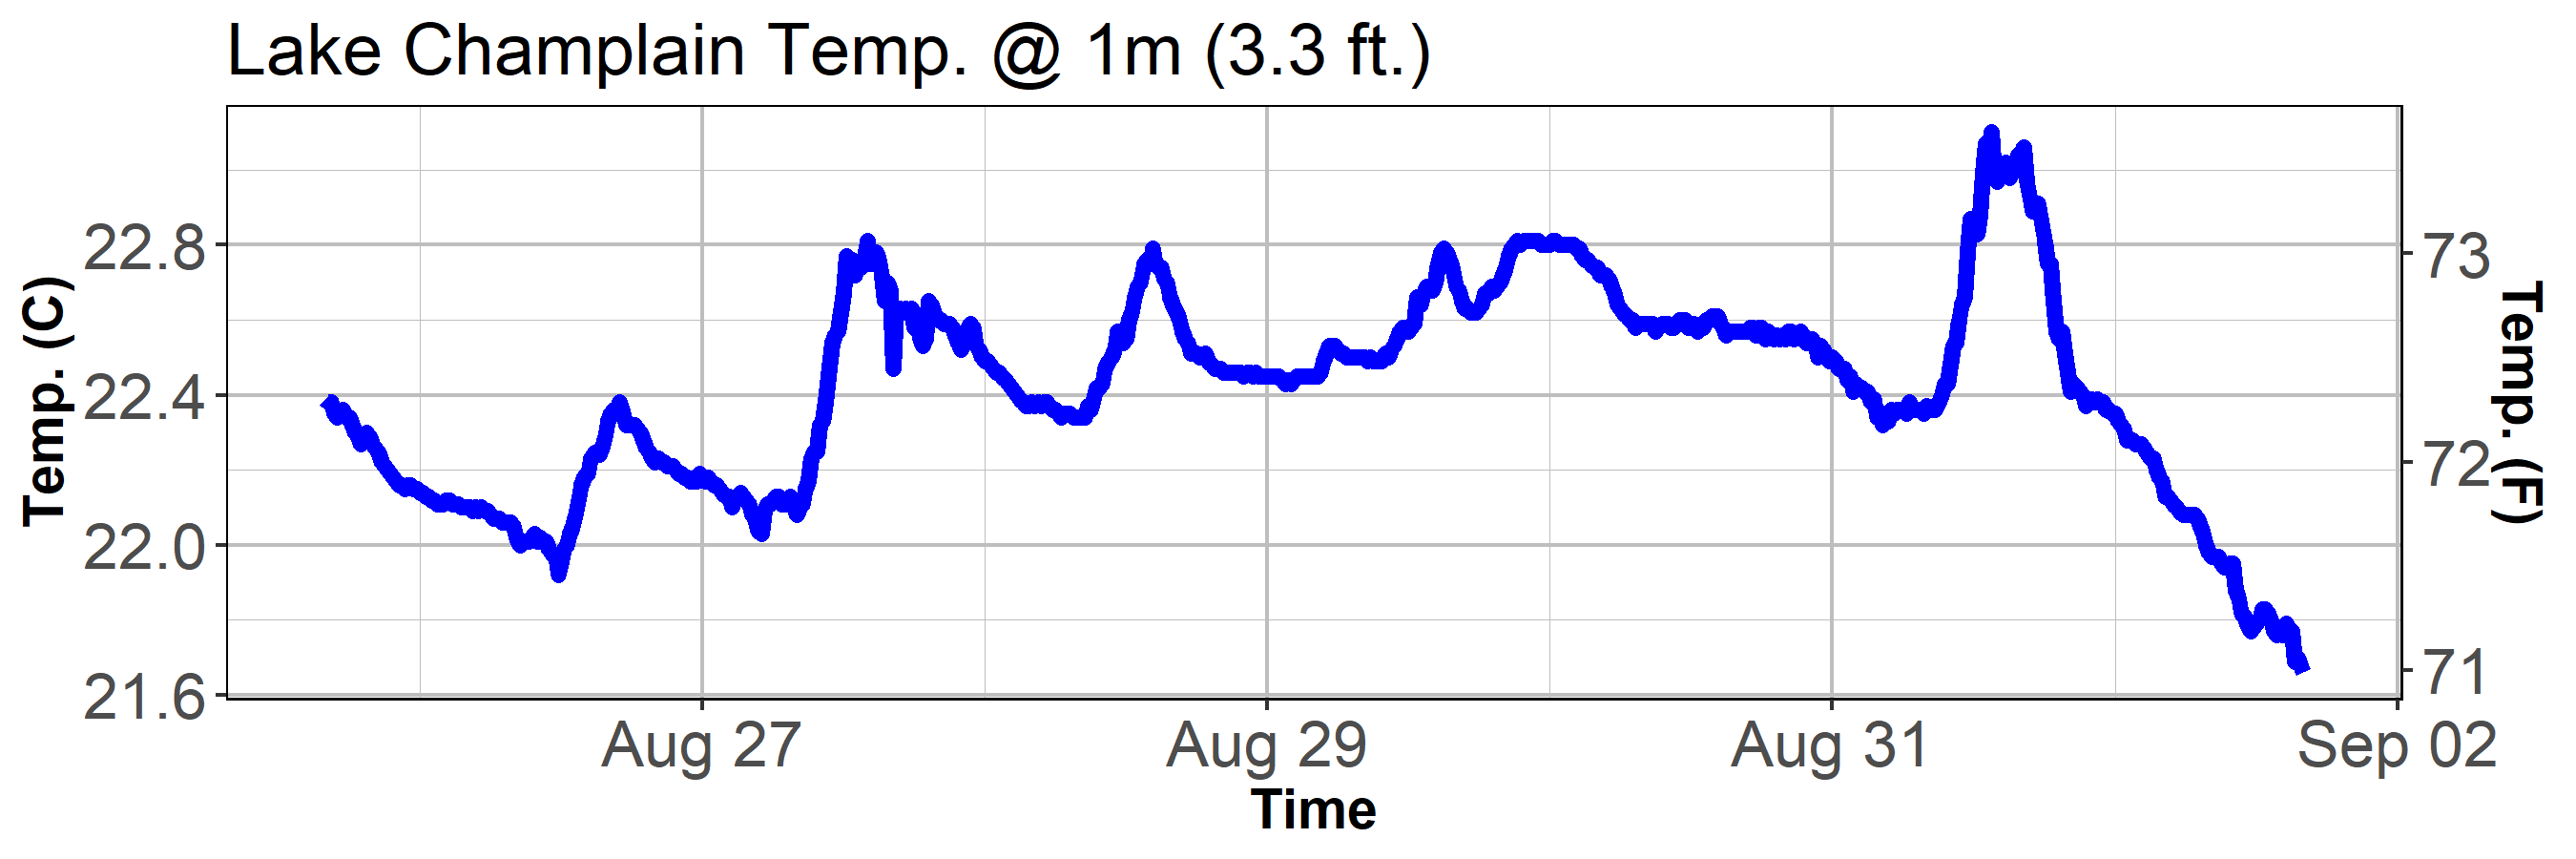 Lake Champlain Temp. @ 1m (3.3 ft.)
Temp. (C)
22.8
22.4
22.0
21.6
73
72
71
Temp. (F)
Aug 27
Aug 29
Aug 31
Sep 02
Time